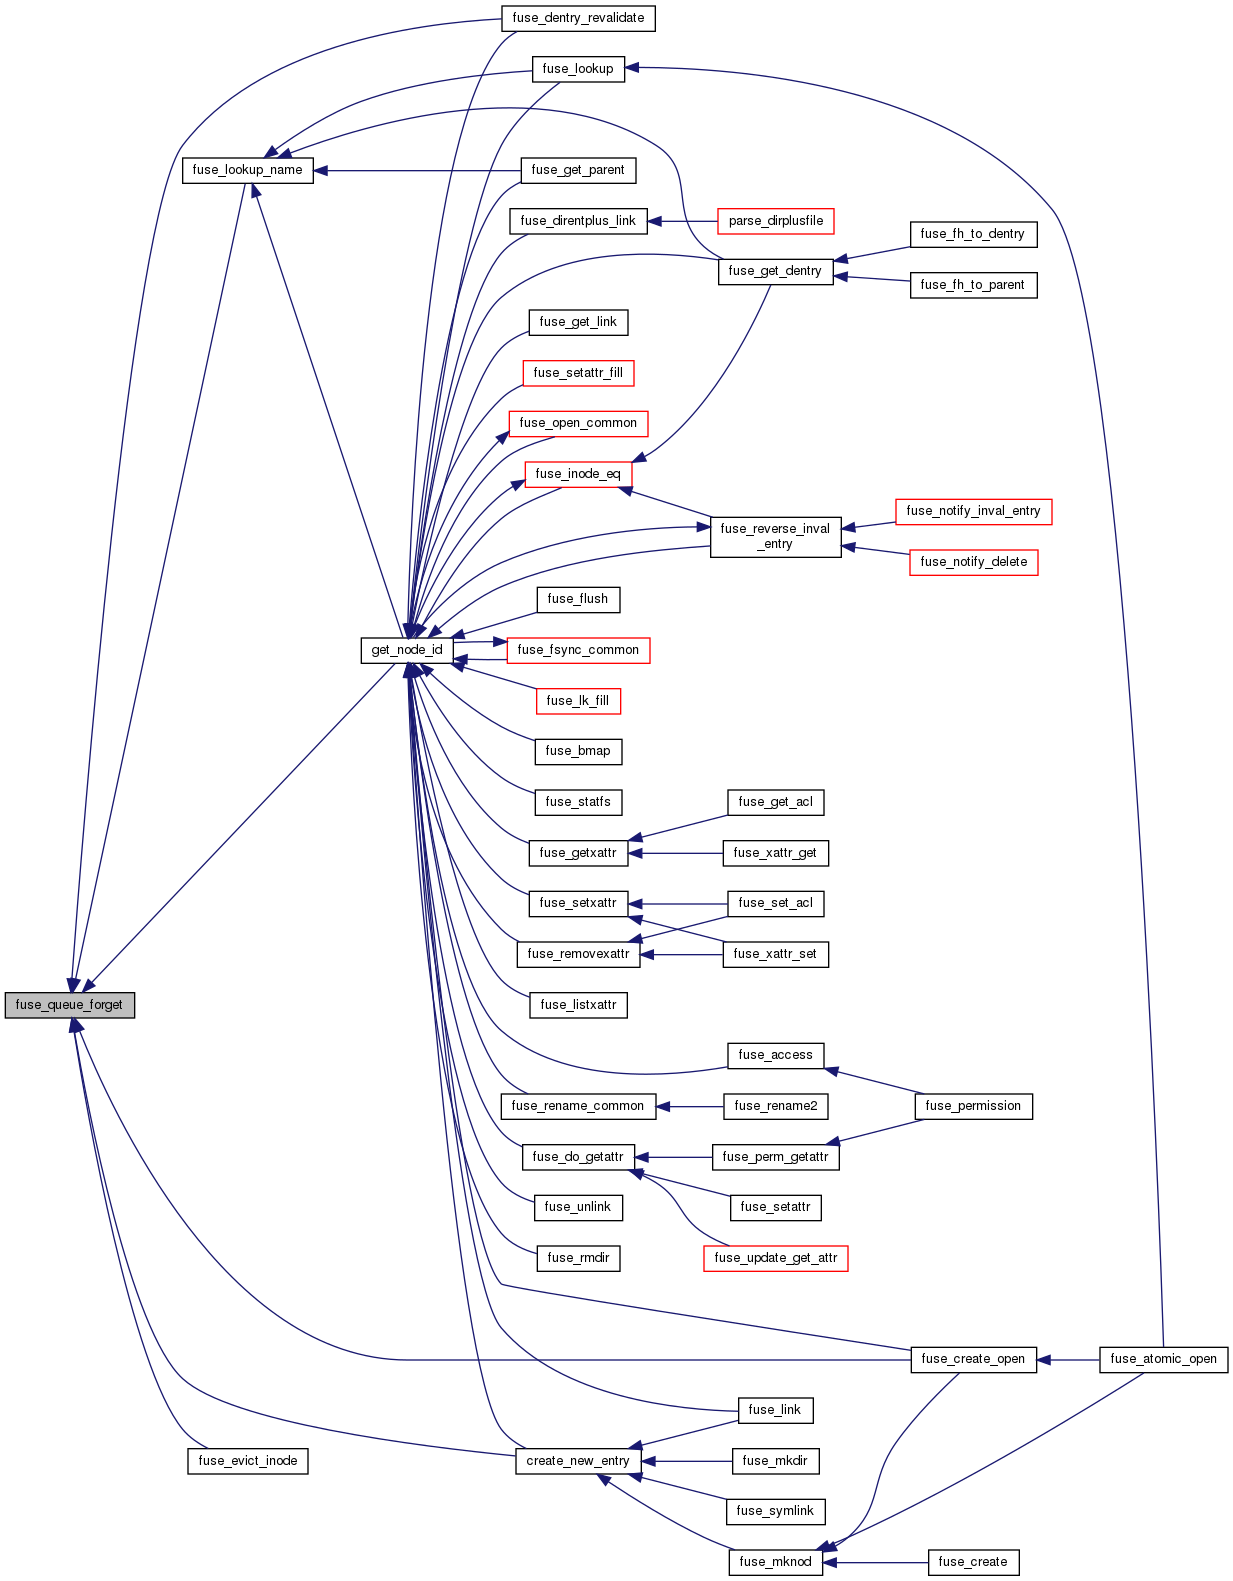 fuse_dentry_revalidate
fuse_lookup
fuse_lookup_name
fuse_get_parent
fuse_direntplus_link
parse_dirplusfile
fuse_fh_to_dentry
fuse_get_dentry
fuse_fh_to_parent
fuse_get_link
fuse_setattr_fill
fuse_open_common
fuse_inode_eq
fuse_notify_inval_entry
fuse_reverse_inval
_entry
fuse_notify_delete
fuse_flush
get_node_id
fuse_fsync_common
fuse_lk_fill
fuse_bmap
fuse_statfs
fuse_get_acl
fuse_getxattr
fuse_xattr_get
fuse_setxattr
fuse_set_acl
fuse_removexattr
fuse_xattr_set
fuse_queue_forget
fuse_listxattr
fuse_access
fuse_rename_common
fuse_rename2
fuse_permission
fuse_do_getattr
fuse_perm_getattr
fuse_unlink
fuse_setattr
fuse_rmdir
fuse_update_get_attr
fuse_create_open
fuse_atomic_open
fuse_link
fuse_evict_inode
create_new_entry
fuse_mkdir
fuse_symlink
fuse_mknod
fuse_create